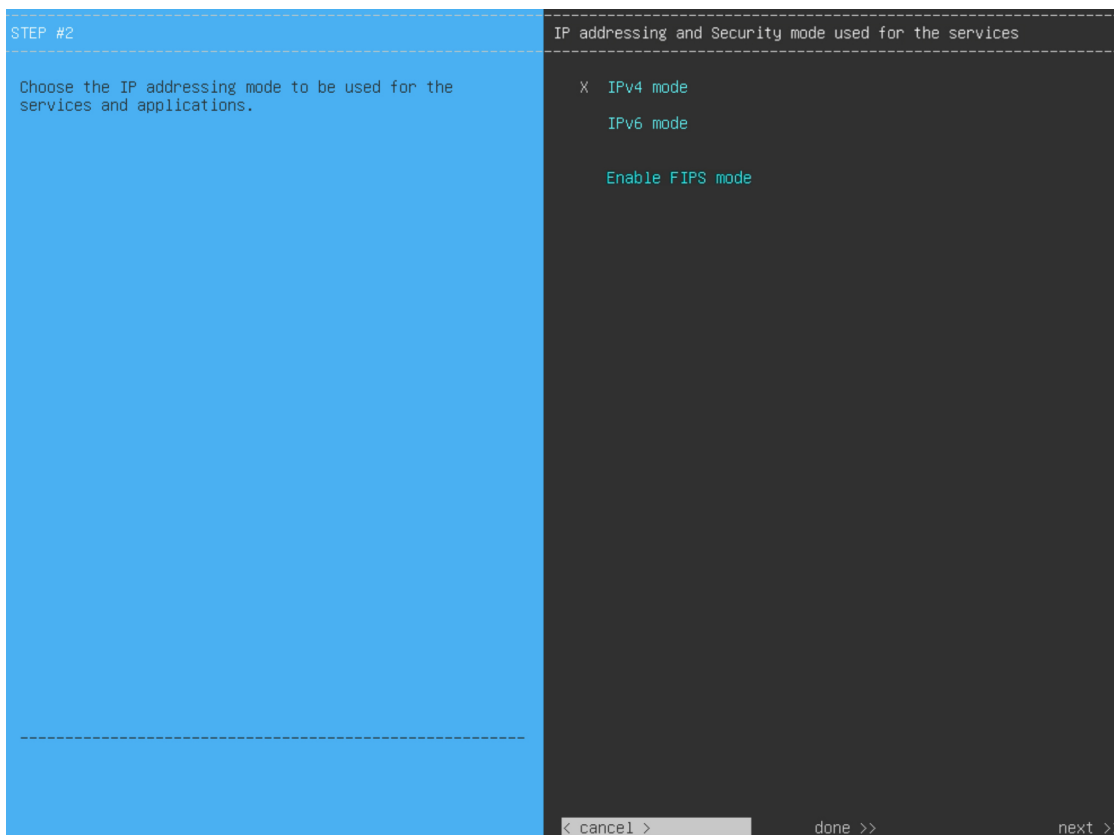 STEP #2
Choose the IP addressing mode to be used for the
services and applications.
IP addressing and Security mode used for the services
X IPv4 mode
IPv6 mode
Enable FIPS mode
< cancel >
done >>
next >